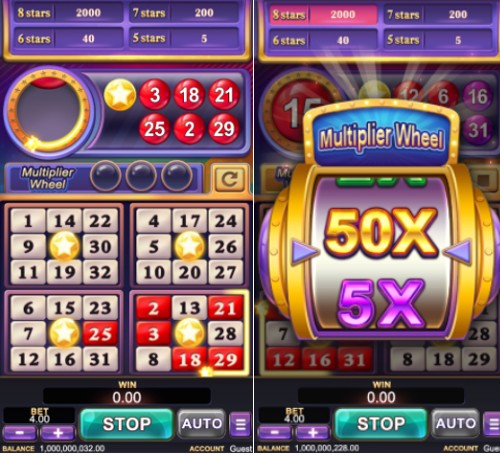 8 stars 2000 7 stars 200
6 stars 40 5 stars 5
3 18 21
25 2 29
Multiplier
Wheel
1 14 22 4 17 24
9 30 5 28
11 19 32 10 20 27
6 15 23 2 13 21
7 25 3 28
12 16 31 8 18 29
WIN
0.00
BET
4.00
STOP
AUTO
BALANCE 1,000,000,032.00 ACCOUNT Guest
8 stars 2000 7 stars 200
6 stars 40 5 stars 5
15 12 6 16
31
Multiplier Wheel
50X
5X
12 16 31 8 18 29
WIN
0.00
BET
4.00
STOP
AUTO
BALANCE 1,000,000,228.00 ACCOUNT Guest